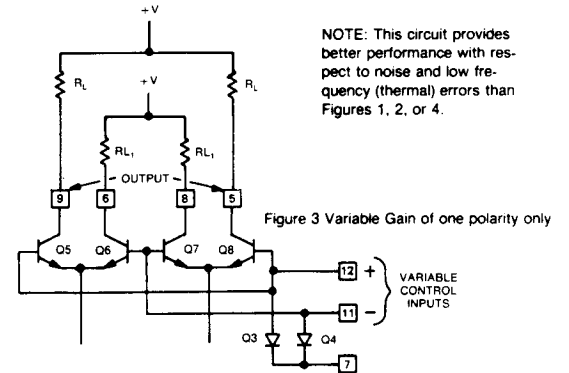 +V
NOTE: This circuit provides
better performance with res-
pect to noise and low fre-
quency (thermal) errors than
Figures 1, 2, or 4.
RL
+V
RL
RL1
RL1
OUTPUT
9
6
8
5
Figure 3 Variable Gain of one polarity only
Q5
Q6
Q7
Q8
12 +
VARIABLE
CONTROL
INPUTS
11 −
Q3
Q4
7